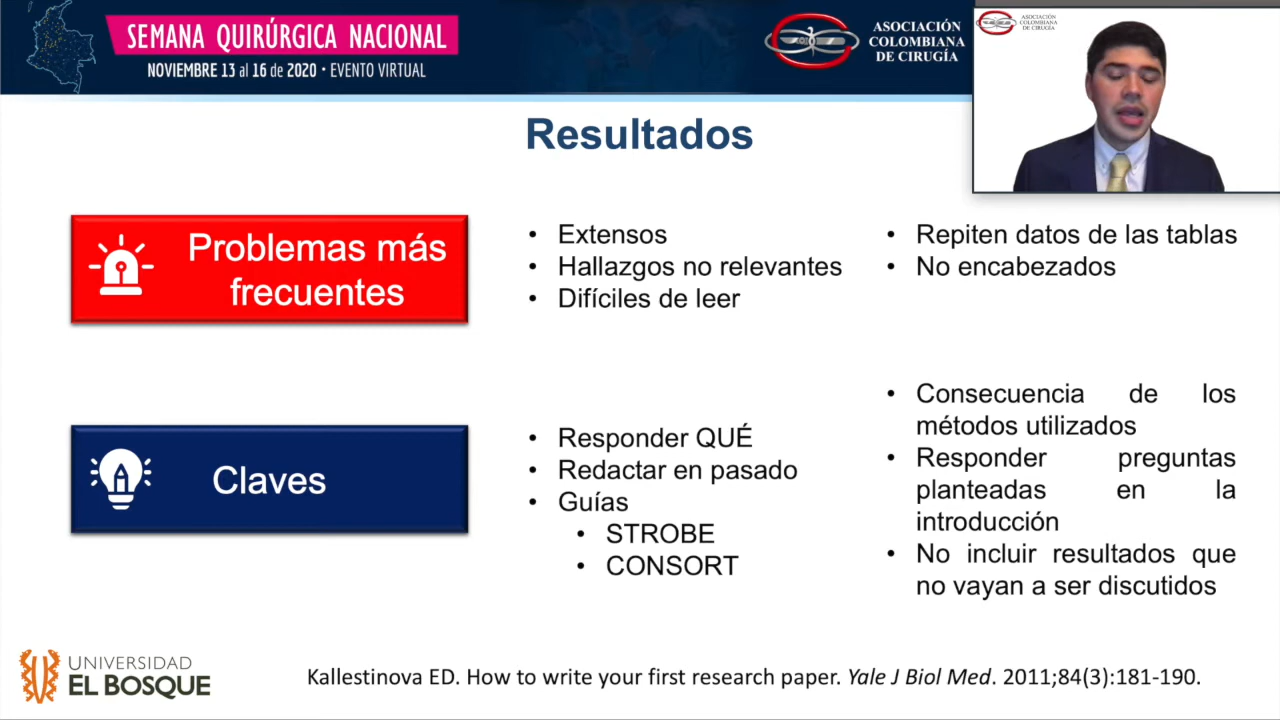 SEMANA QUIRÚRGICA NACIONAL
NOVIEMBRE 13 al 16 de 2020 • EVENTO VIRTUAL
ASOCIACIÓN
COLOMBIANA
DE CIRUGÍA
ASOCIACIÓN
COLOMBIANA
DE CIRUGÍA
Resultados
Problemas más
frecuentes
• Extensos
• Hallazgos no relevantes
• Difíciles de leer
• Repiten datos de las tablas
• No encabezados
Claves
• Responder QUÉ
• Redactar en pasado
• Guías
• STROBE
• CONSORT
• Consecuencia de los
métodos utilizados
• Responder preguntas
planteadas en la
introducción
• No incluir resultados que
no vayan a ser discutidos
UNIVERSIDAD
EL BOSQUE
Kallestinova ED. How to write your first research paper. Yale J Biol Med. 2011;84(3):181-190.